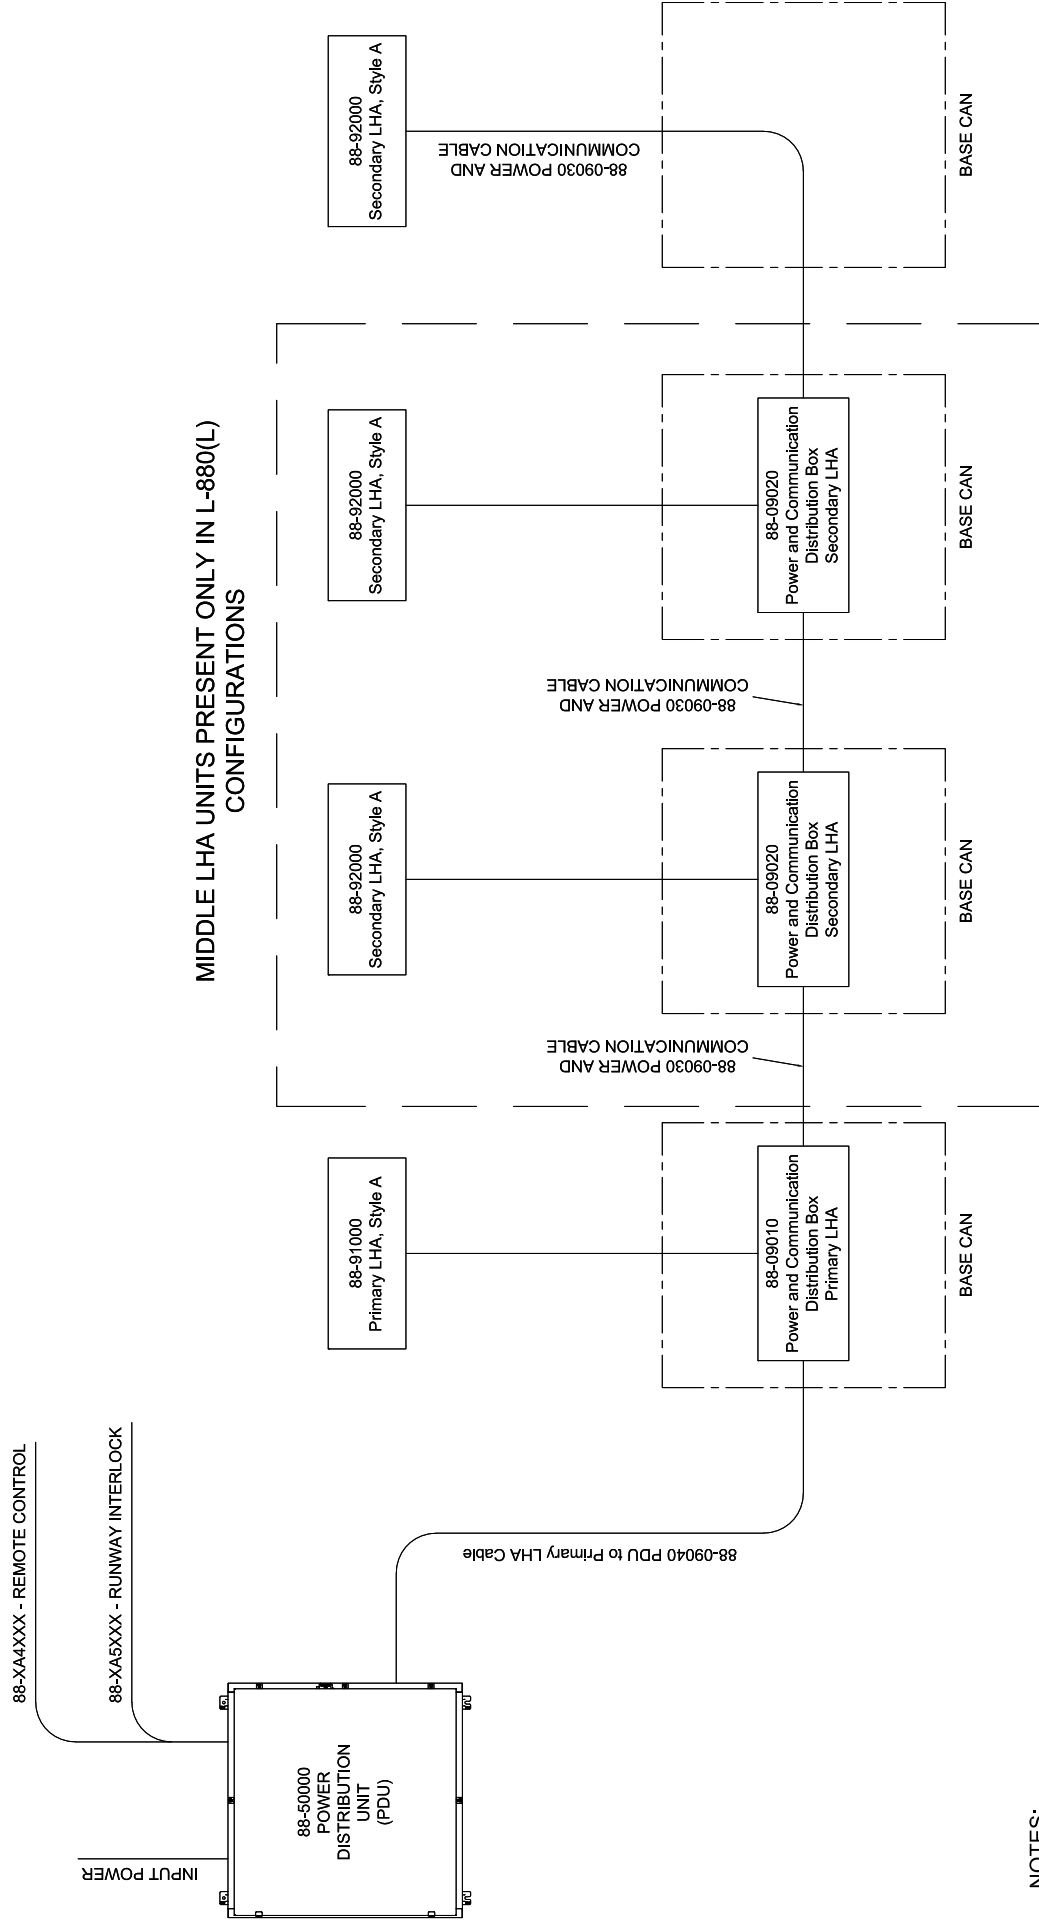 88-XA4XXX - REMOTE CONTROL
88-XA5XXX - RUNWAY INTERLOCK
INPUT POWER
88-50000
POWER
DISTRIBUTION
UNIT
(PDU)
88-09040 PDU to Primary LHA Cable
MIDDLE LHA UNITS PRESENT ONLY IN L-880(L)
CONFIGURATIONS
88-91000
Primary LHA, Style A
88-92000
Secondary LHA, Style A
88-92000
Secondary LHA, Style A
88-92000
Secondary LHA, Style A
88-09030 POWER AND
COMMUNICATION CABLE
88-09030 POWER AND
COMMUNICATION CABLE
88-09030 POWER AND
COMMUNICATION CABLE
88-09010
Power and Communication
Distribution Box
Primary LHA
88-09020
Power and Communication
Distribution Box
Secondary LHA
88-09020
Power and Communication
Distribution Box
Secondary LHA
BASE CAN
BASE CAN
BASE CAN
BASE CAN
NOTES: